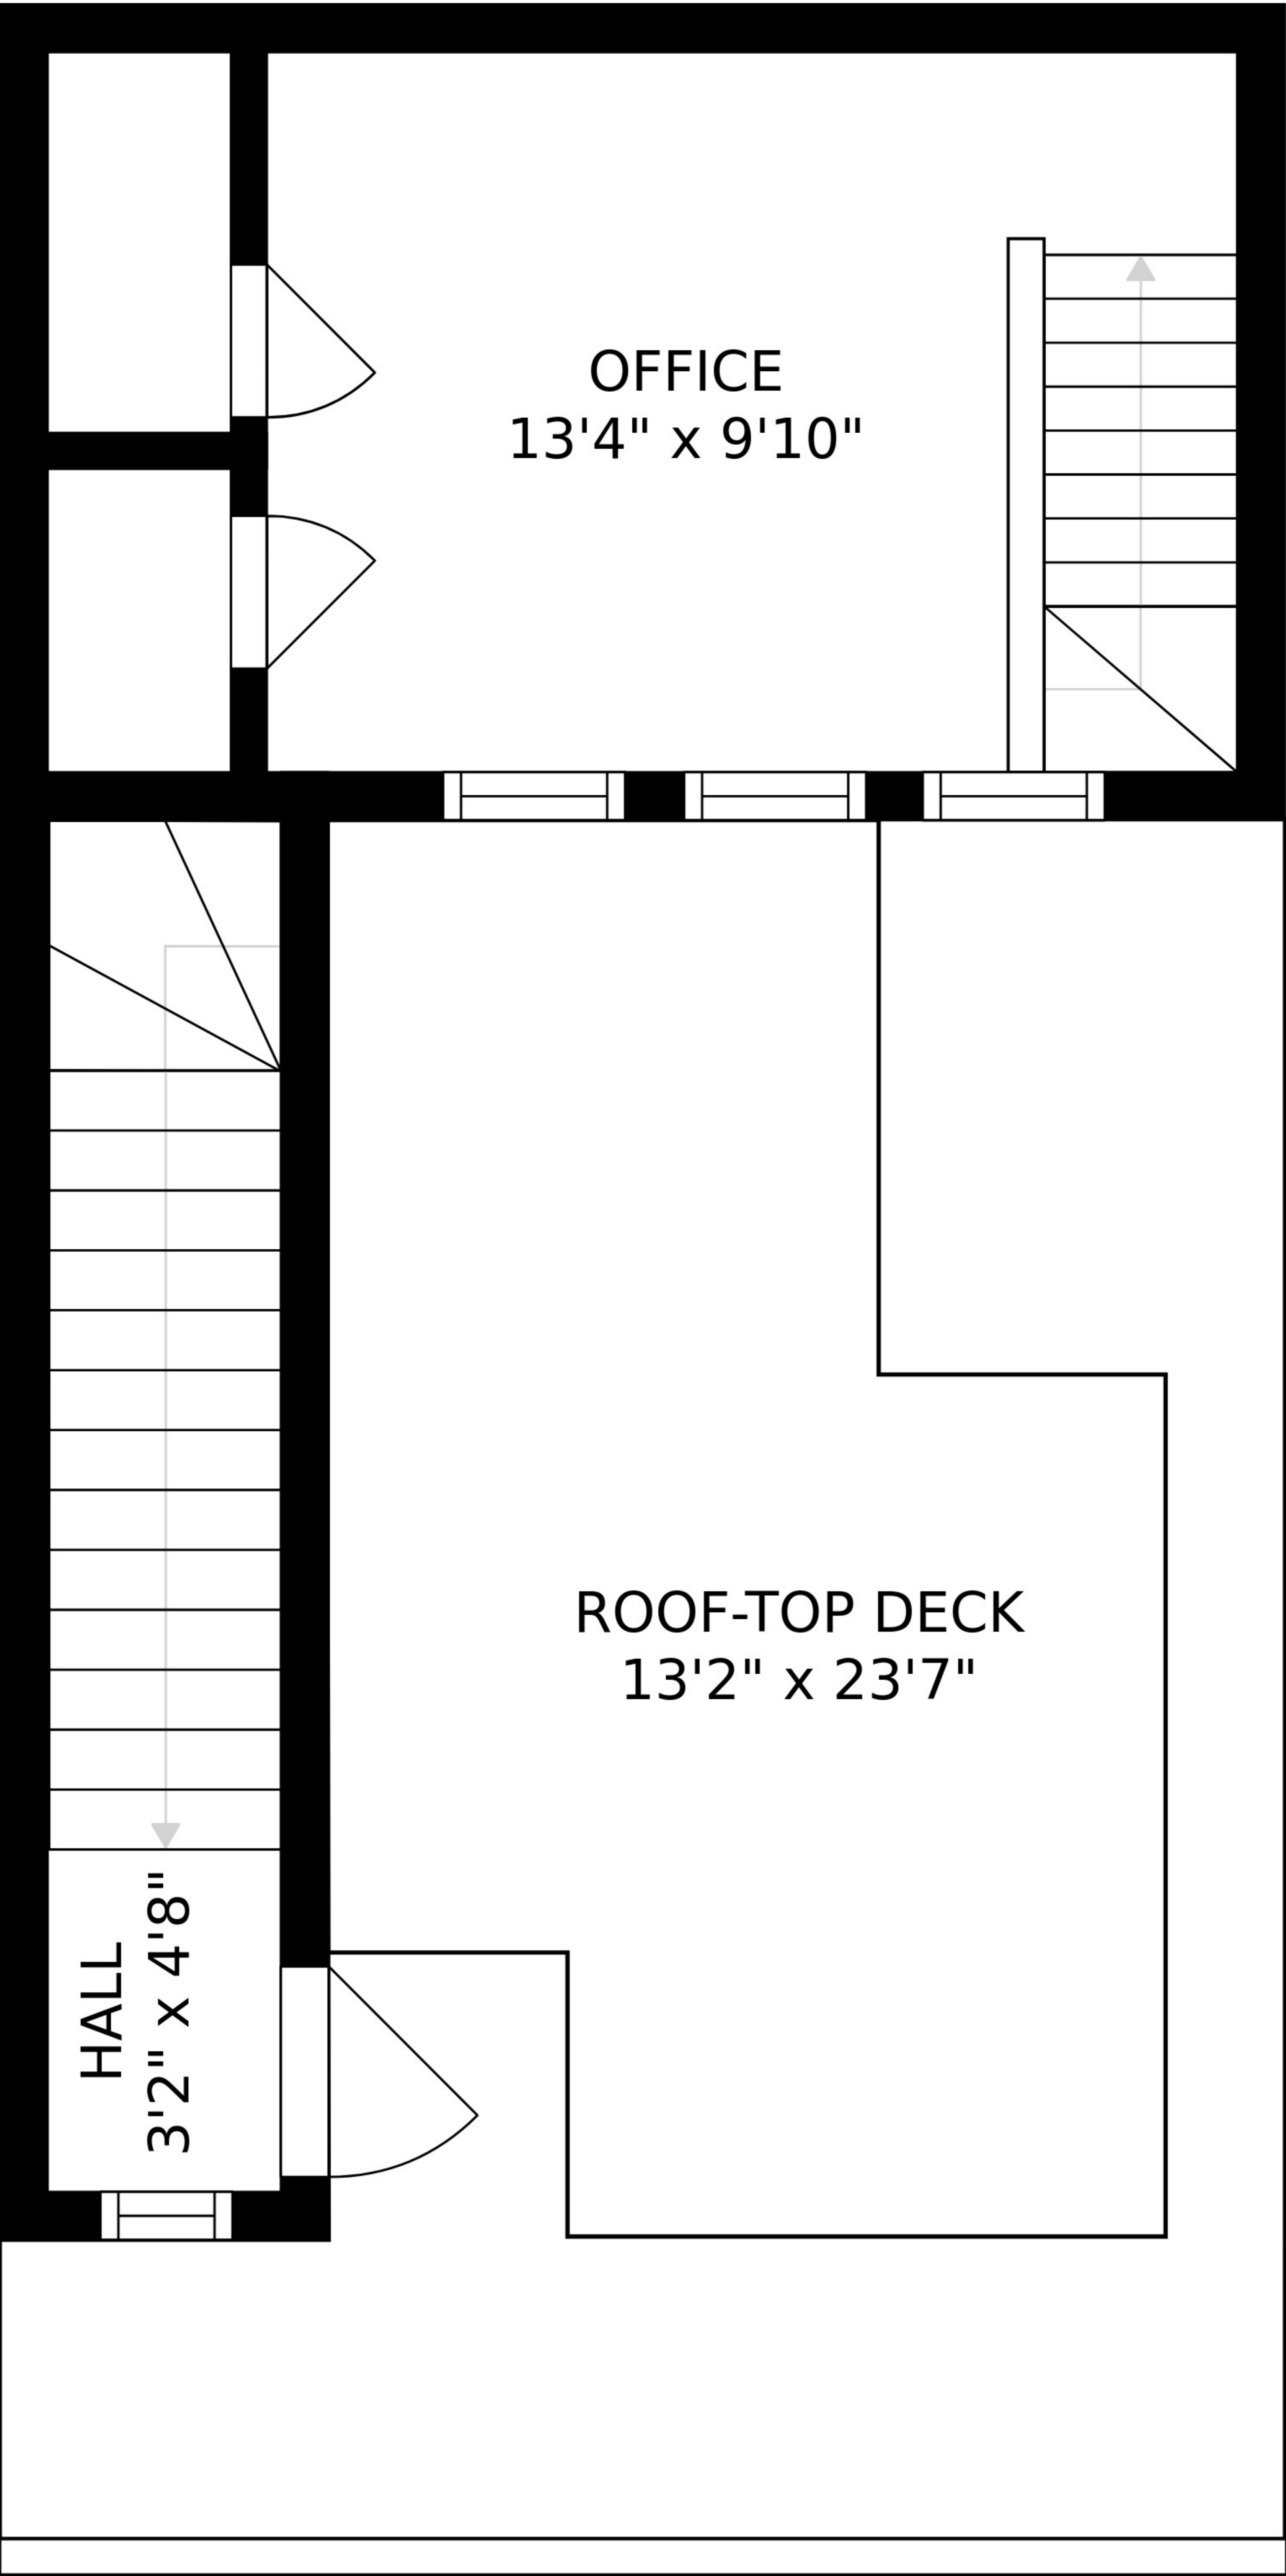 OFFICE
13'4" x 9'10"
ROOF-TOP DECK
13'2" x 23'7"
HALL
3'2" x 4'8"